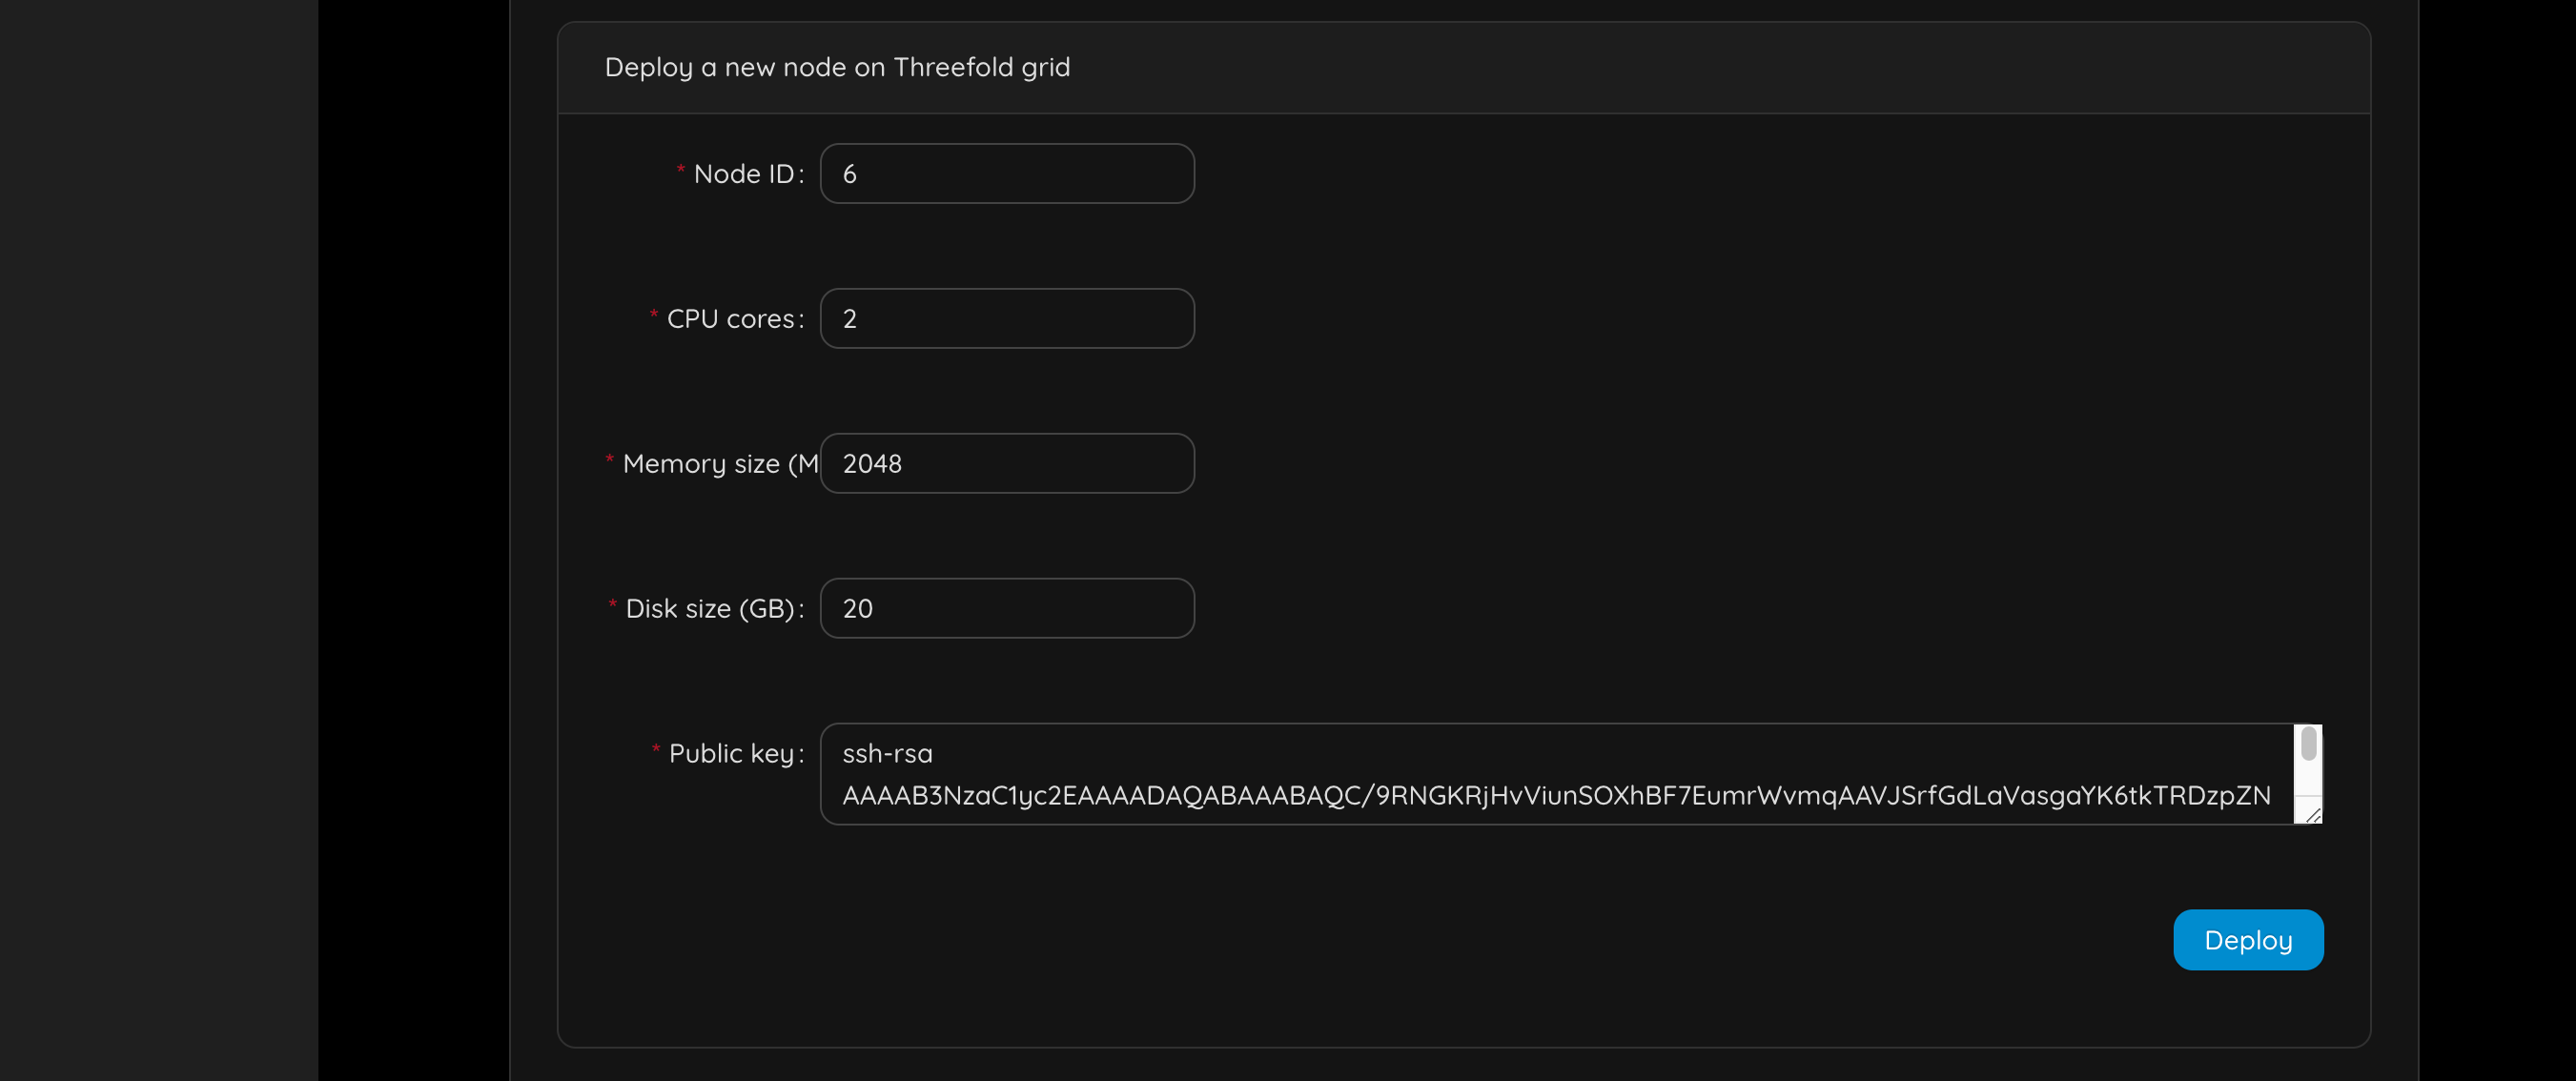 Deploy a new node on Threefold grid
* Node ID: 6
* CPU cores: 2
* Memory size (M 2048
* Disk size (GB): 20
* Public key: ssh-rsa
AAAAB3NzaC1yc2EAAAADAQABAAABAQC/9RNGKRjHvViunSOXhBF7EumrWvmqAAVJSrfGdLaVasgaYK6tkTRDzpZN
Deploy